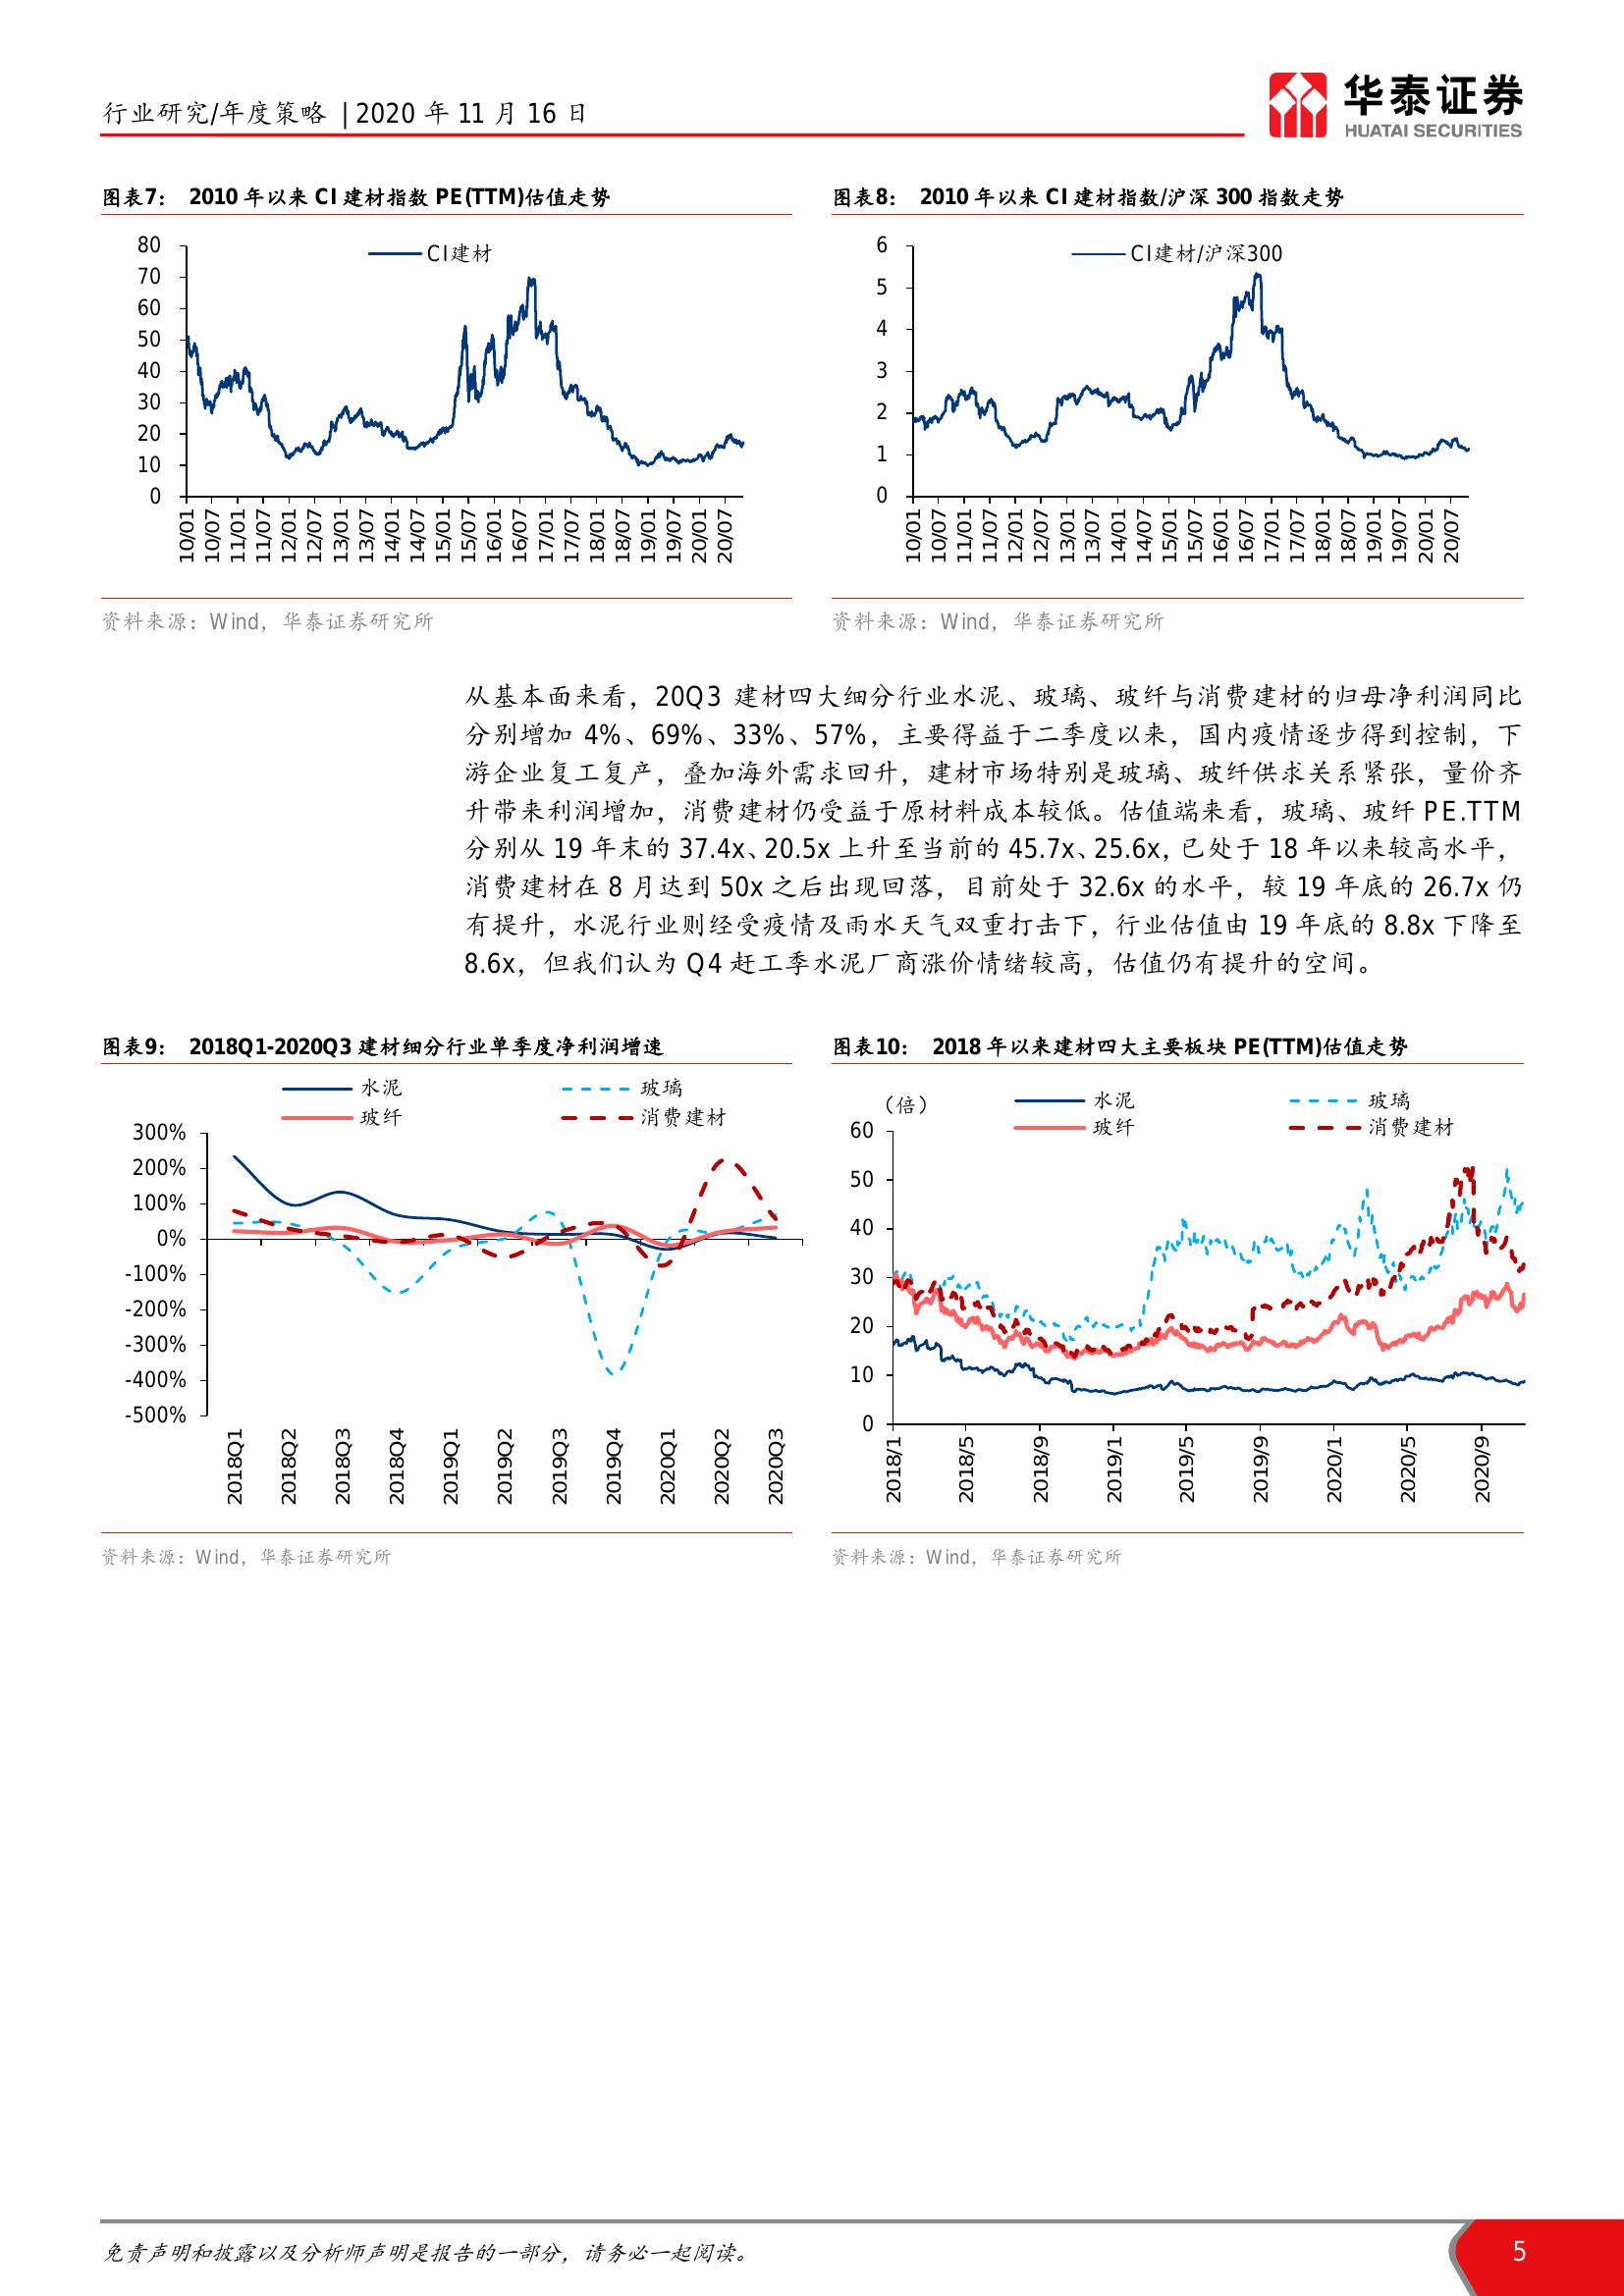 行业研究/年度策略 | 2020 年 11 月 16 日
华泰证券
HUATAI SECURITIES
图表7： 2010 年以来 CI 建材指数 PE(TTM)估值走势
CI建材
80
70
60
50
40
30
20
10
0
10/01 10/07 11/01 11/07 12/01 12/07 13/01 13/07 14/01 14/07 15/01 15/07 16/01 16/07 17/01 17/07 18/01 18/07 19/01 19/07 20/01 20/07
资料来源：Wind，华泰证券研究所
图表8： 2010 年以来 CI 建材指数/沪深 300 指数走势
CI建材/沪深300
6
5
4
3
2
1
0
10/01 10/07 11/01 11/07 12/01 12/07 13/01 13/07 14/01 14/07 15/01 15/07 16/01 16/07 17/01 17/07 18/01 18/07 19/01 19/07 20/01 20/07
资料来源：Wind，华泰证券研究所
从基本面来看，20Q3 建材四大细分行业水泥、玻璃、玻纤与消费建材的归母净利润同比
分别增加 4%、69%、33%、57%，主要得益于二季度以来，国内疫情逐步得到控制，下
游企业复工复产，叠加海外需求回升，建材市场特别是玻璃、玻纤供求关系紧张，量价齐
升带来利润增加，消费建材仍受益于原材料成本较低。估值端来看，玻璃、玻纤 PE.TTM
分别从 19 年末的 37.4x、20.5x 上升至当前的 45.7x、25.6x，已处于 18 年以来较高水平，
消费建材在 8 月达到 50x 之后出现回落，目前处于 32.6x 的水平，较 19 年底的 26.7x 仍
有提升，水泥行业则经受疫情及雨水天气双重打击下，行业估值由 19 年底的 8.8x 下降至
8.6x，但我们认为 Q4 赶工季水泥厂商涨价情绪较高，估值仍有提升的空间。
图表9： 2018Q1-2020Q3 建材细分行业单季度净利润增速
水泥 玻璃
玻纤 消费建材
300%
200%
100%
0%
-100%
-200%
-300%
-400%
-500%
2018Q1 2018Q2 2018Q3 2018Q4 2019Q1 2019Q2 2019Q3 2019Q4 2020Q1 2020Q2 2020Q3
资料来源：Wind，华泰证券研究所
图表10： 2018 年以来建材四大主要板块 PE(TTM)估值走势
（倍）
水泥 玻璃
玻纤 消费建材
60
50
40
30
20
10
0
2018/1 2018/5 2018/9 2019/1 2019/5 2019/9 2020/1 2020/5 2020/9
资料来源：Wind，华泰证券研究所
免责声明和披露以及分析师声明是报告的一部分，请务必一起阅读。
5